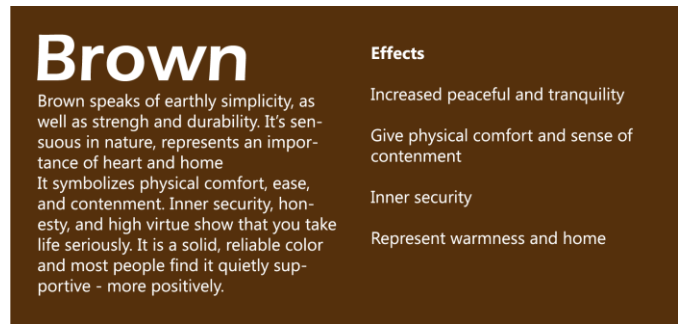 Brown
Brown speaks of earthly simplicity, as
well as strengh and durability. It's sen-
suous in nature, represents an impor-
tance of heart and home
It symbolizes physical comfort, ease,
and contenment. Inner security, hon-
esty, and high virtue show that you take
life seriously. It is a solid, reliable color
and most people find it quietly sup-
portive - more positively.
Effects
Increased peaceful and tranquility
Give physical comfort and sense of
contenment
Inner security
Represent warmness and home